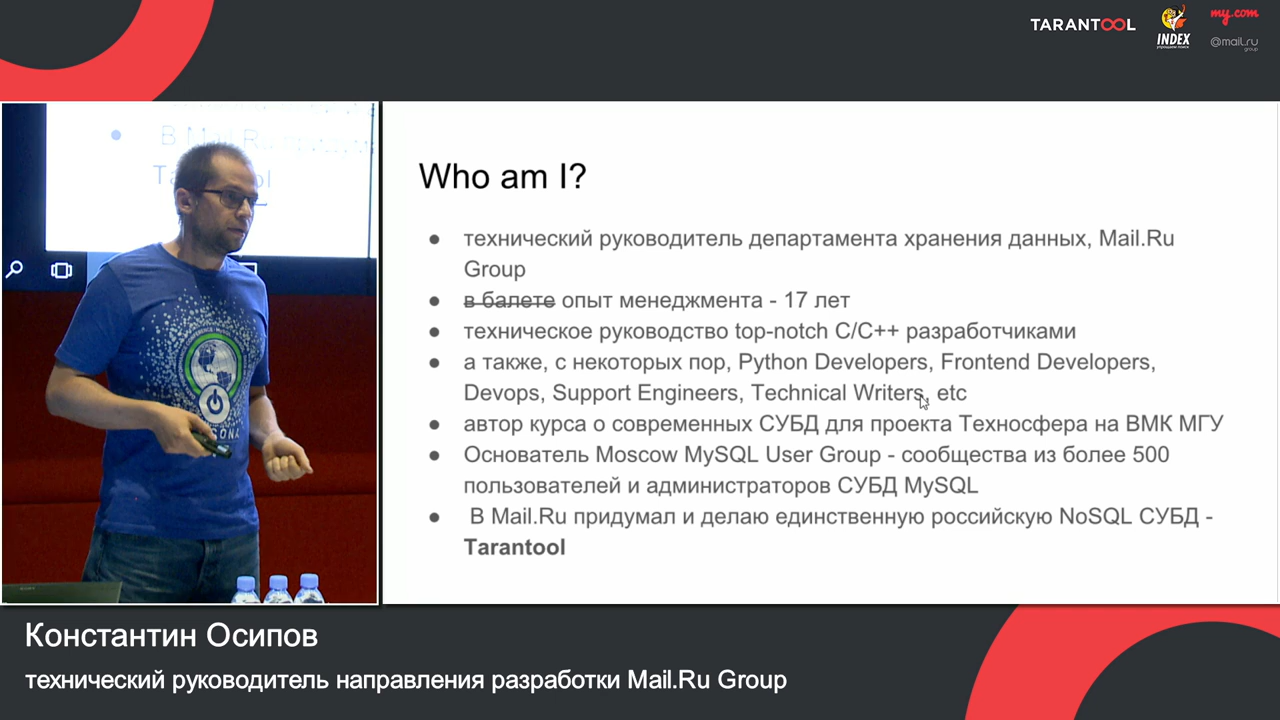 TARANTOOL
INDEX
упрощаем поиск
my.com
@mail.ru
group
Who am I?
● технический руководитель департамента хранения данных, Mail.Ru
Group
● в балете опыт менеджмента - 17 лет
● техническое руководство top-notch C/C++ разработчиками
● а также, с некоторых пор, Python Developers, Frontend Developers,
Devops, Support Engineers, Technical Writers, etc
● автор курса о современных СУБД для проекта Техносфера на ВМК МГУ
● Основатель Moscow MySQL User Group - сообщества из более 500
пользователей и администраторов СУБД MySQL
● В Mail.Ru придумал и делаю единственную российскую NoSQL СУБД -
Tarantool
Константин Осипов
технический руководитель направления разработки Mail.Ru Group